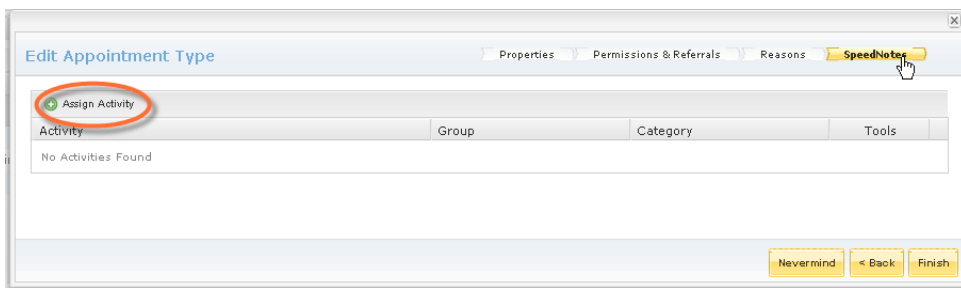 Edit Appointment Type
Properties Permissions & Referrals Reasons SpeedNotes
Assign Activity
Activity Group Category Tools
No Activities Found
Nevermind < Back Finish